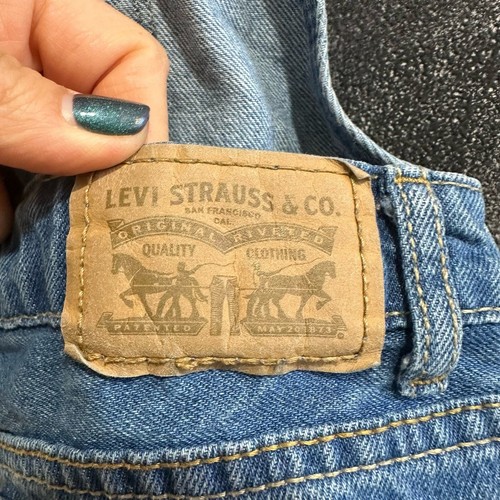 LEVI STRAUSS & CO.
SAN FRANCISCO
CAL
ORIGINAL RIVETED
QUALITY CLOTHING
PATENTED MAY 20 1873